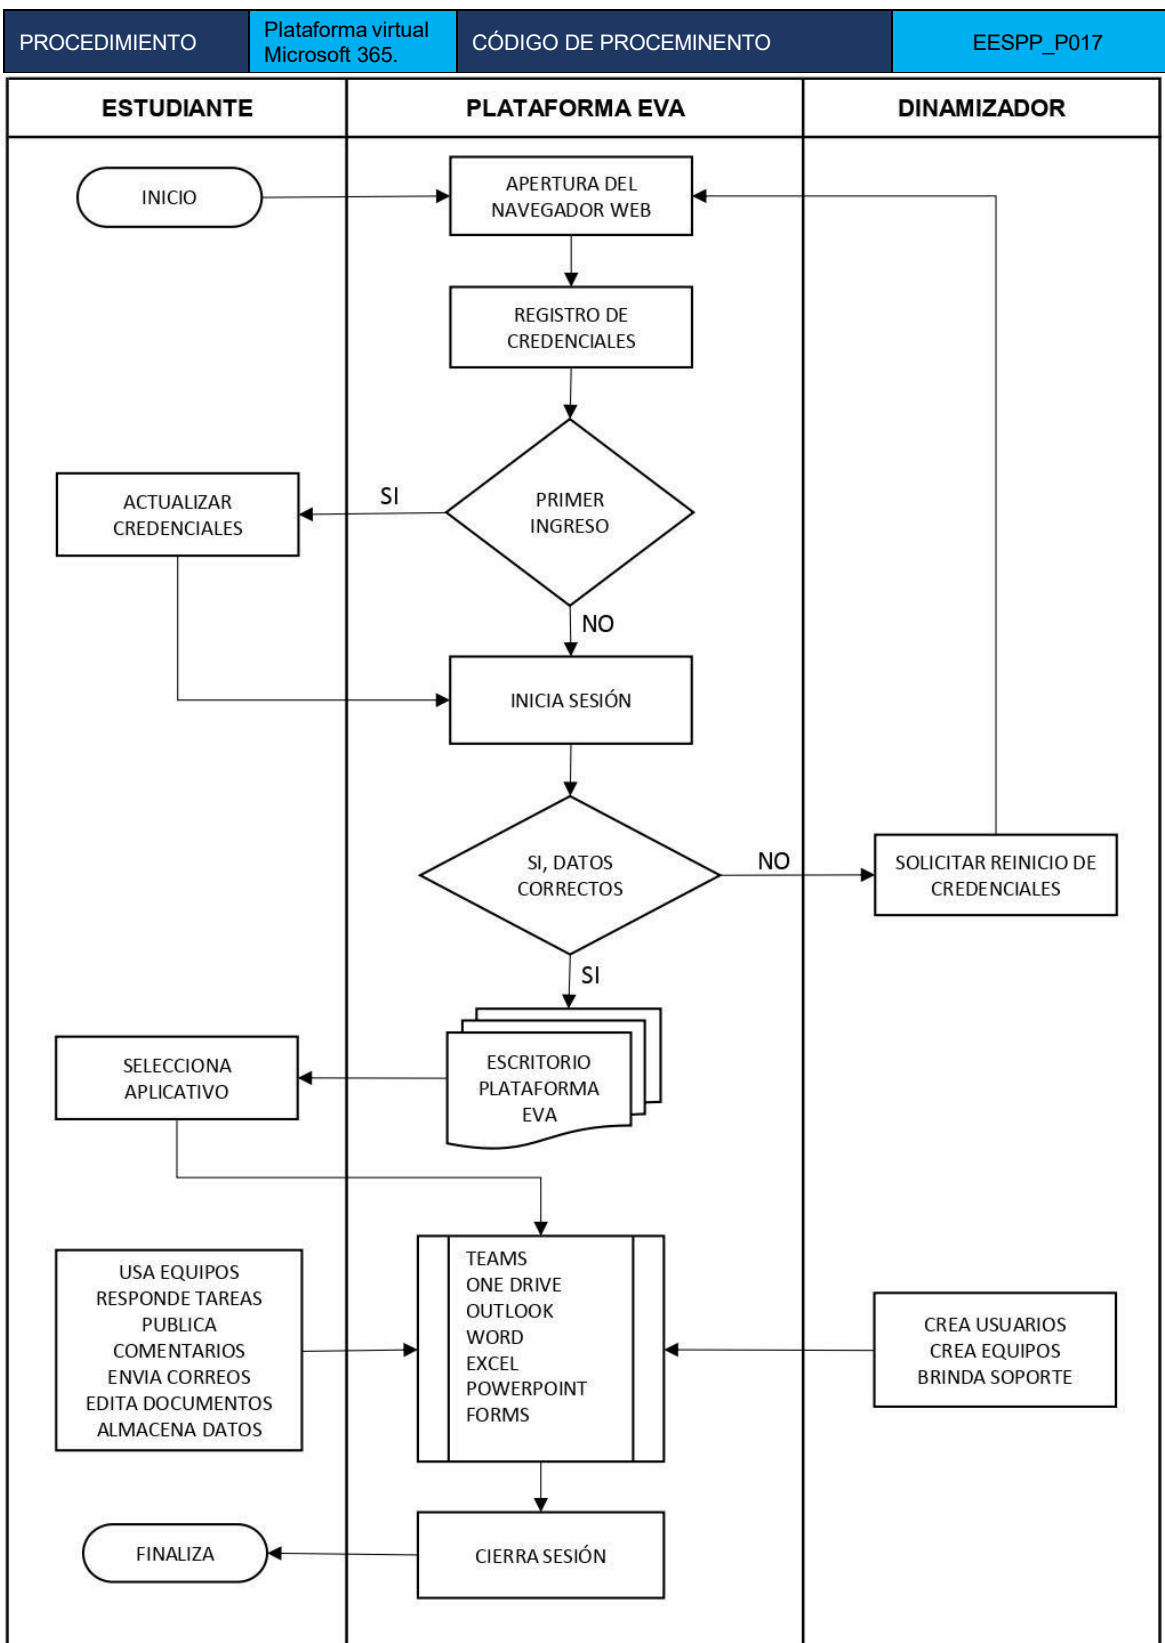 PROCEDIMIENTO
Plataforma virtual
Microsoft 365.
CÓDIGO DE PROCEMINENTO
EESPP_P017
ESTUDIANTE
PLATAFORMA EVA
DINAMIZADOR
INICIO
APERTURA DEL
NAVEGADOR WEB
REGISTRO DE
CREDENCIALES
PRIMER
INGRESO
SI
ACTUALIZAR
CREDENCIALES
NO
INICIA SESIÓN
SI, DATOS
CORRECTOS
NO
SOLICITAR REINICIO DE
CREDENCIALES
SI
ESCRITORIO
PLATAFORMA
EVA
SELECCIONA
APLICATIVO
USA EQUIPOS
RESPONDE TAREAS
PUBLICA
COMENTARIOS
ENVIA CORREOS
EDITA DOCUMENTOS
ALMACENA DATOS
TEAMS
ONE DRIVE
OUTLOOK
WORD
EXCEL
POWERPOINT
FORMS
CREA USUARIOS
CREA EQUIPOS
BRINDA SOPORTE
CIERRA SESIÓN
FINALIZA